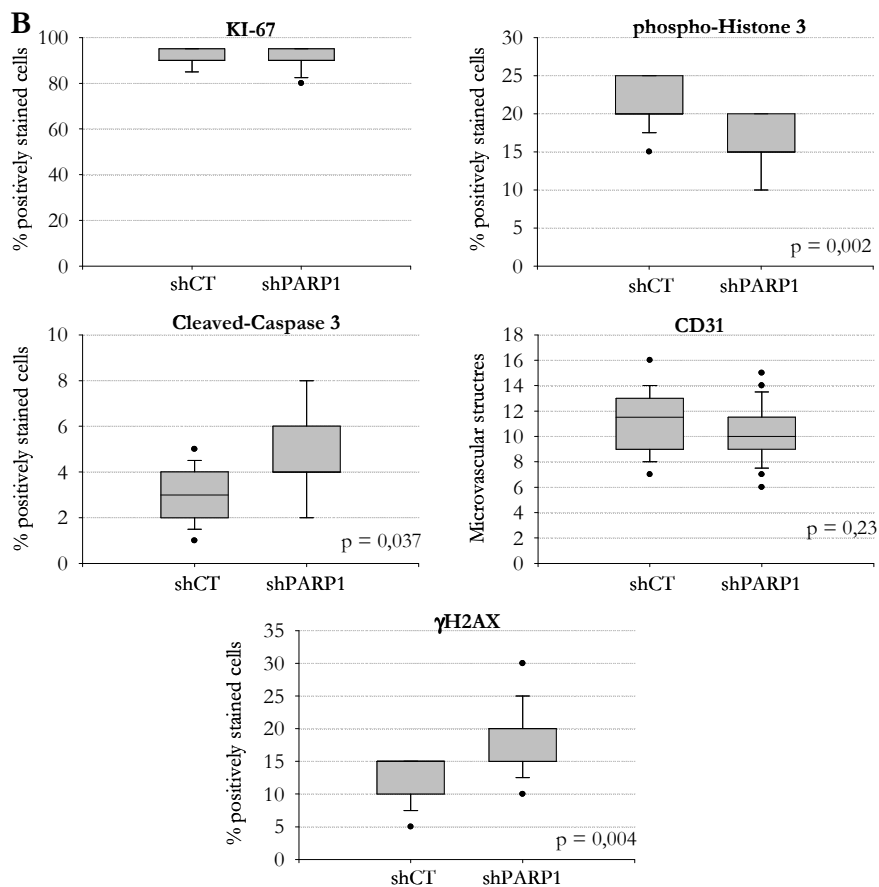 B
KI-67
% positively stained cells
100
80
60
40
20
0
shCT shPARP1
phospho-Histone 3
% positively stained cells
30
25
20
15
10
5
0
p = 0,002
shCT shPARP1
Cleaved-Caspase 3
% positively stained cells
10
8
6
4
2
0
p = 0,037
shCT shPARP1
CD31
Microvascular structres
18
16
14
12
10
8
6
4
2
0
p = 0,23
shCT shPARP1
γH2AX
% positively stained cells
35
30
25
20
15
10
5
0
p = 0,004
shCT shPARP1